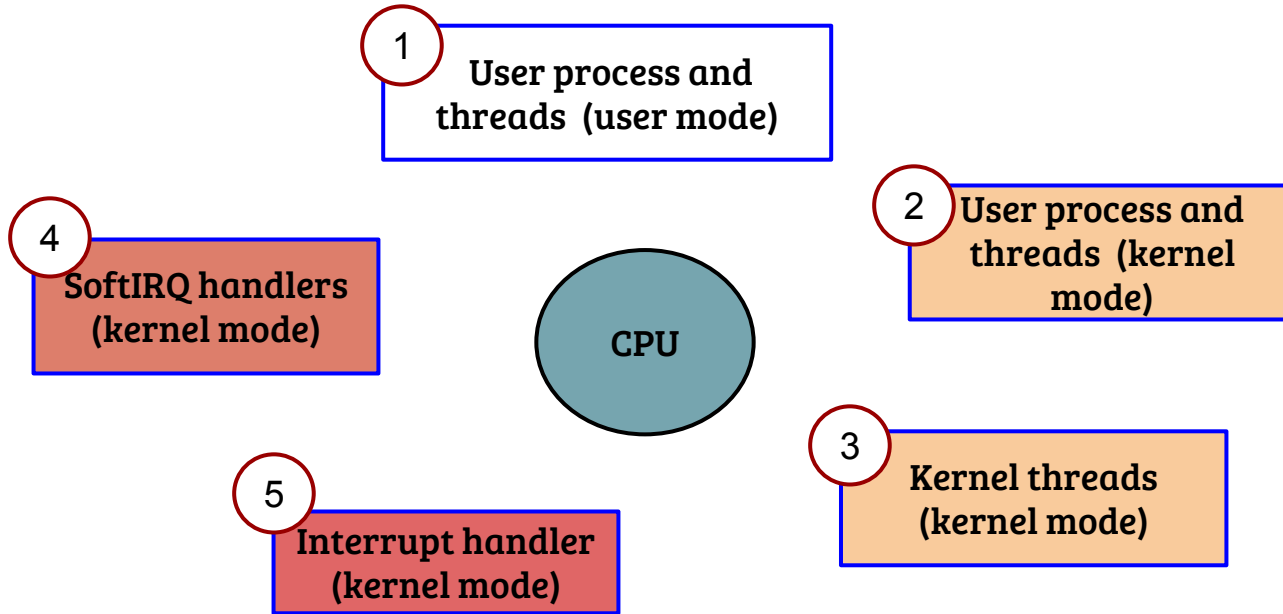 1
User process and
threads (user mode)
2
User process and
threads (kernel
mode)
4
SoftIRQ handlers
(kernel mode)
CPU
3
Kernel threads
(kernel mode)
5
Interrupt handler
(kernel mode)